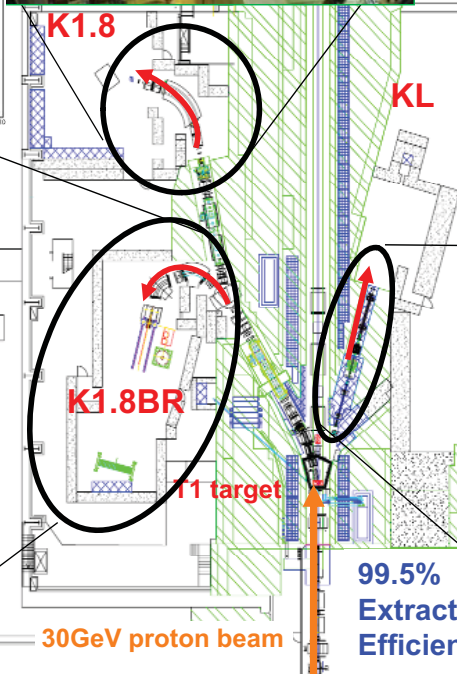 K1.8
KL
K1.8BR
T1 target
30GeV proton beam
99.5%
Extract
Efficien